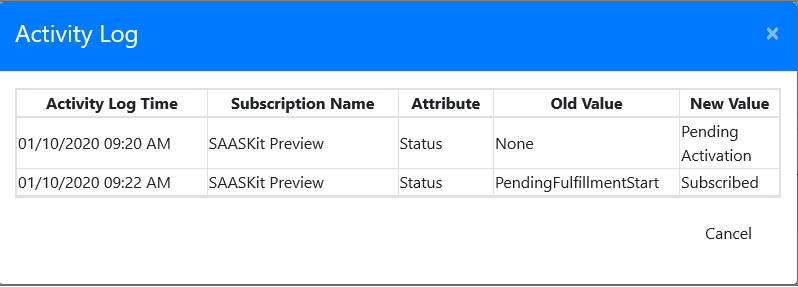 Activity Log
×
Activity Log Time Subscription Name Attribute Old Value New Value
01/10/2020 09:20 AM SAASKit Preview Status None Pending
Activation
01/10/2020 09:22 AM SAASKit Preview Status PendingFulfillmentStart Subscribed
Cancel